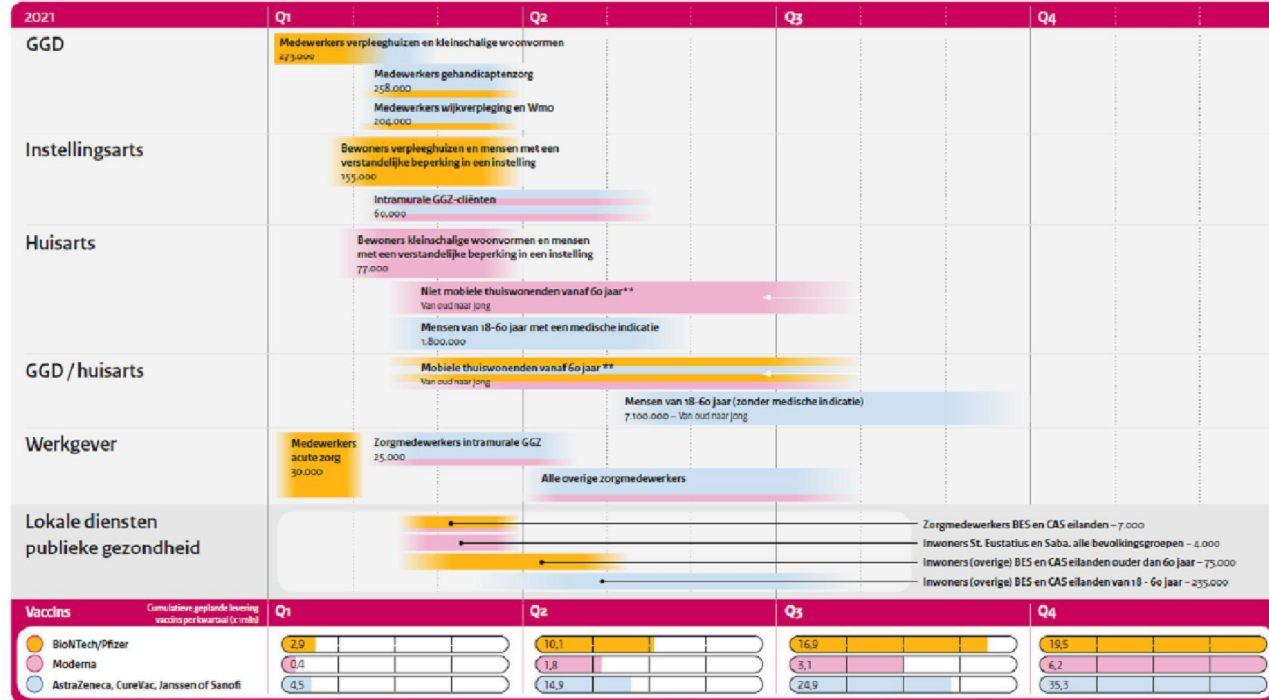 2021 Q1 Q2 Q3 Q4
GGD
Medewerkers verpleeghuizen en kleinschalige woonvormen
273.000
Medewerkers gehandicaptenzorg
258.000
Medewerkers wijkverpleging en Wmo
204.000
Instellingsarts
Bewoners verpleeghuizen en mensen met een
verstandelijke beperking in een instelling
155.000
Intramurale GGZ-cliënten
60.000
Huisarts
Bewoners kleinschalige woonvormen en mensen
met een verstandelijke beperking in een instelling
77.000
Niet mobiele thuiswonenden vanaf 60 jaar**
Van oud naar jong
Mensen van 18-60 jaar met een medische indicatie
1.800.000
GGD / huisarts
Mobiele thuiswonenden vanaf 60 jaar **
Van oud naar jong
Mensen van 18-60 jaar (zonder medische indicatie)
7.100.000 – Van oud naar jong
Werkgever
Medewerkers
acute zorg
30.000
Zorgmedewerkers intramurale GGZ
25.000
Alle overige zorgmedewerkers
Lokale diensten
publieke gezondheid
Zorgmedewerkers BES en CAS eilanden – 7.000
Inwoners St. Eustatius en Saba, alle bevolkingsgroepen – 4.000
Inwoners (overige) BES en CAS eilanden ouder dan 60 jaar – 75.000
Inwoners (overige) BES en CAS eilanden van 18 - 60 jaar – 235.000
Vaccins
Cumulatieve geplande levering
vaccins per kwartaal (x 1 mln)
Q1 Q2 Q3 Q4
BioNTech/Pfizer 2,9 10,1 16,9 19,5
Moderna 0,4 1,8 3,1 6,2
AstraZeneca, CureVac, Janssen of Sanofi 4,5 14,9 24,9 35,3